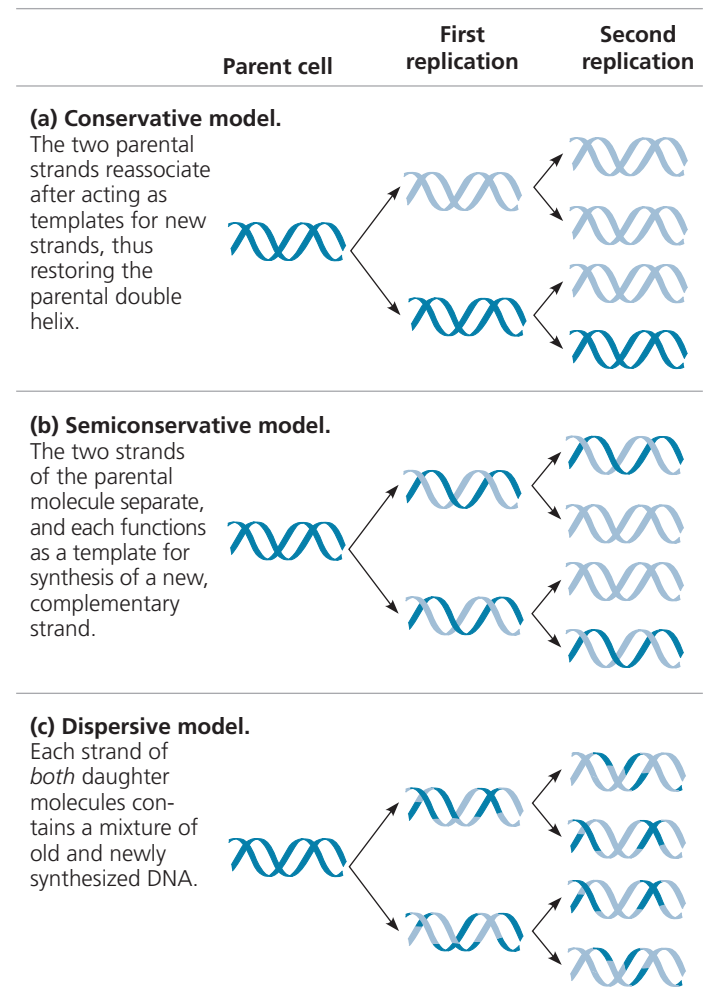 Parent cell
First
replication
Second
replication
(a) Conservative model.
The two parental
strands reassociate
after acting as
templates for new
strands, thus
restoring the
parental double
helix.
(b) Semiconservative model.
The two strands
of the parental
molecule separate,
and each functions
as a template for
synthesis of a new,
complementary
strand.
(c) Dispersive model.
Each strand of
both daughter
molecules con-
tains a mixture of
old and newly
synthesized DNA.